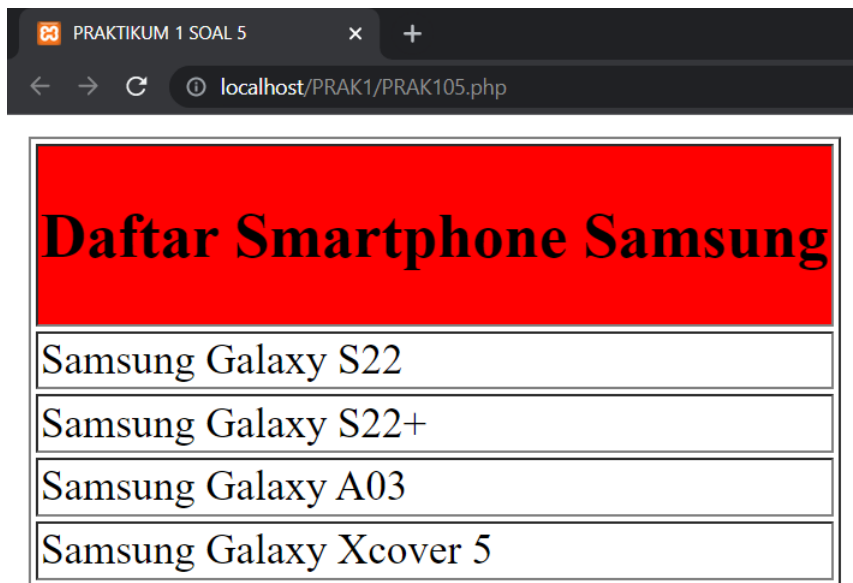 PRAKTIKUM 1 SOAL 5
localhost/PRAK1/PRAK105.php
Daftar Smartphone Samsung
Samsung Galaxy S22
Samsung Galaxy S22+
Samsung Galaxy A03
Samsung Galaxy Xcover 5